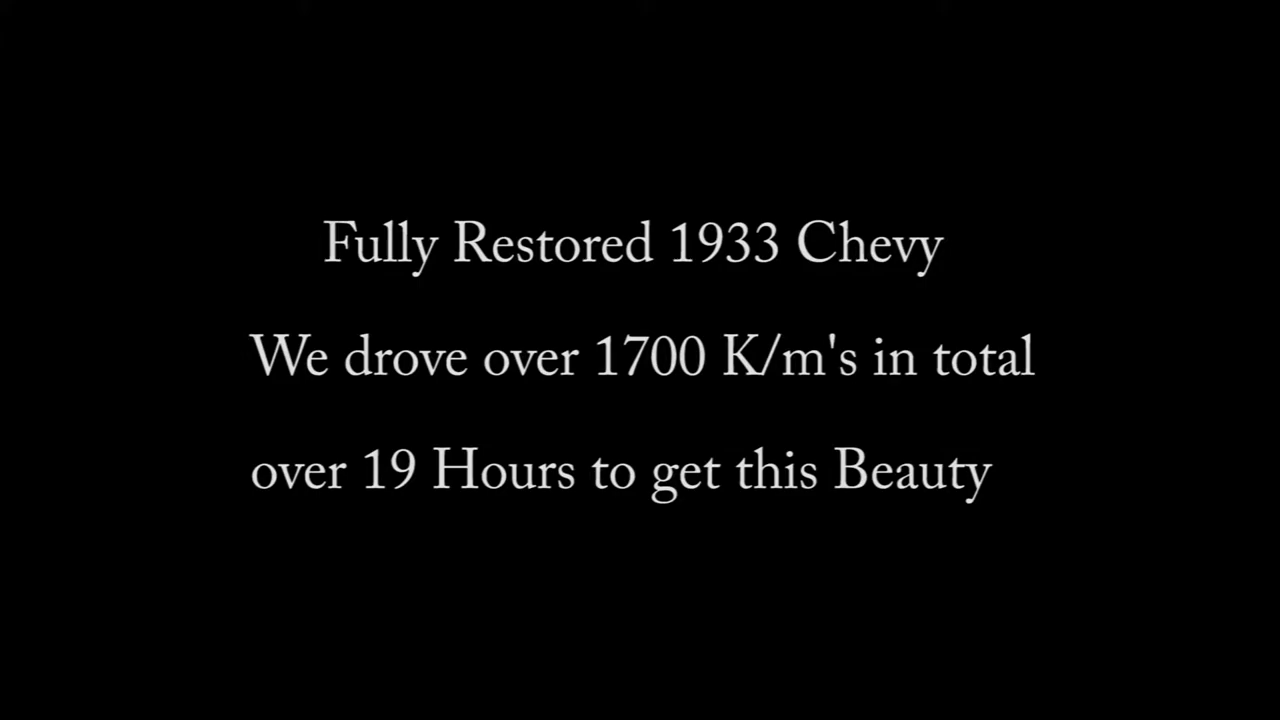 Fully Restored 1933 Chevy
We drove over 1700 K/m's in total
over 19 Hours to get this Beauty